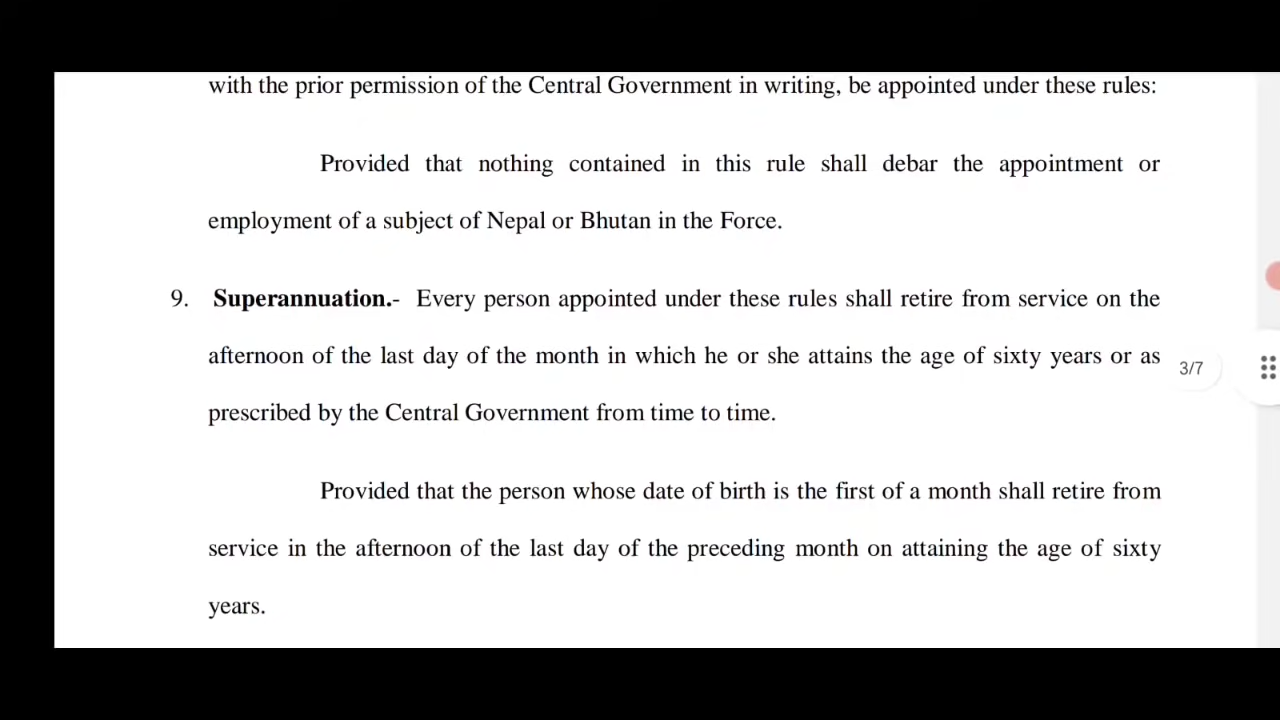 with the prior permission of the Central Government in writing, be appointed under these rules:
Provided that nothing contained in this rule shall debar the appointment or
employment of a subject of Nepal or Bhutan in the Force.
9. Superannuation.- Every person appointed under these rules shall retire from service on the
afternoon of the last day of the month in which he or she attains the age of sixty years or as
prescribed by the Central Government from time to time.
3/7
Provided that the person whose date of birth is the first of a month shall retire from
service in the afternoon of the last day of the preceding month on attaining the age of sixty
years.